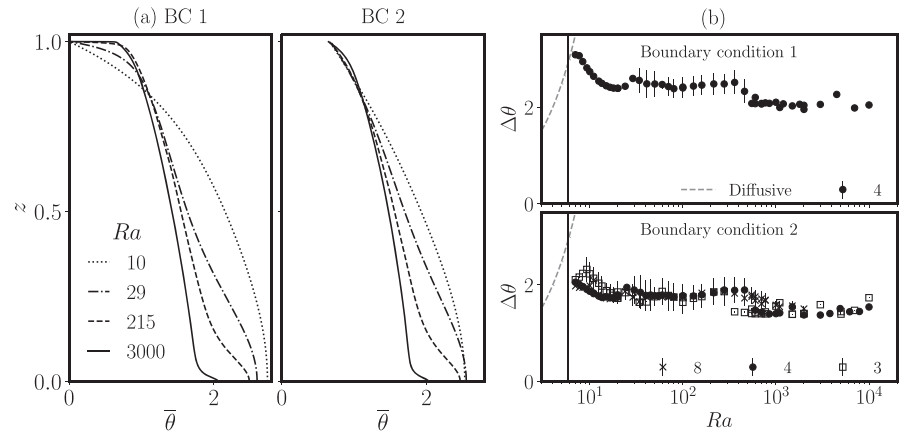 (a) BC 1
BC 2
(b)
1.0
0.5
0.0
z
Ra
10
29
215
3000
0
2
θ̅
0
2
θ̅
Boundary condition 1
Δθ
2
0
Diffusive
4
Boundary condition 2
Δθ
2
0
8
4
3
10¹
10²
10³
10⁴
Ra